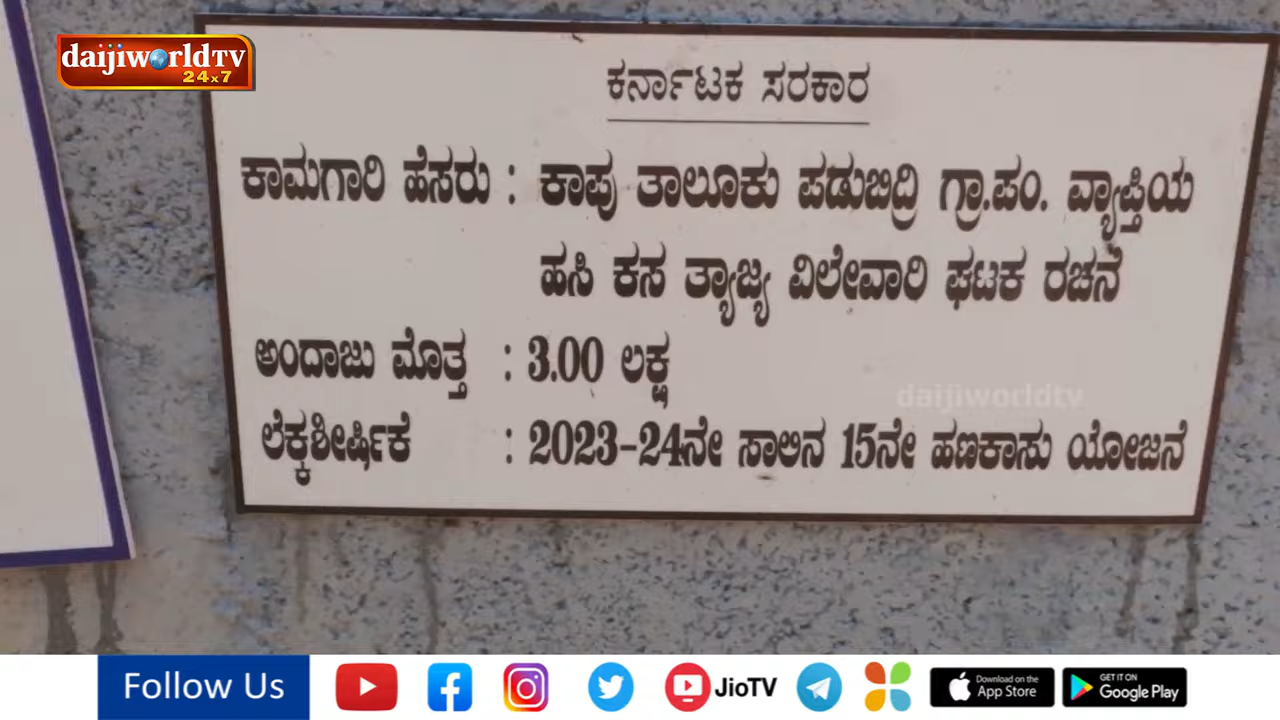 daijiworldTV
24x7
ಕರ್ನಾಟಕ ಸರಕಾರ
ಕಾಮಗಾರಿ ಹೆಸರು : ಕಾಪು ತಾಲೂಕು ಪಡುಬಿದ್ರಿ ಗ್ರಾ.ಪಂ. ವ್ಯಾಪ್ತಿಯ
ಹಸಿ ಕಸ ತ್ಯಾಜ್ಯ ವಿಲೇವಾರಿ ಘಟಕ ರಚನೆ
ಅಂದಾಜು ಮೊತ್ತ : 3.00 ಲಕ್ಷ
daijiworldtv
ಲೆಕ್ಕಶೀರ್ಷಿಕೆ : 2023-24ನೇ ಸಾಲಿನ 15ನೇ ಹಣಕಾಸು ಯೋಜನೆ
Follow Us
JioTV
Download on the
App Store
GET IT ON
Google Play